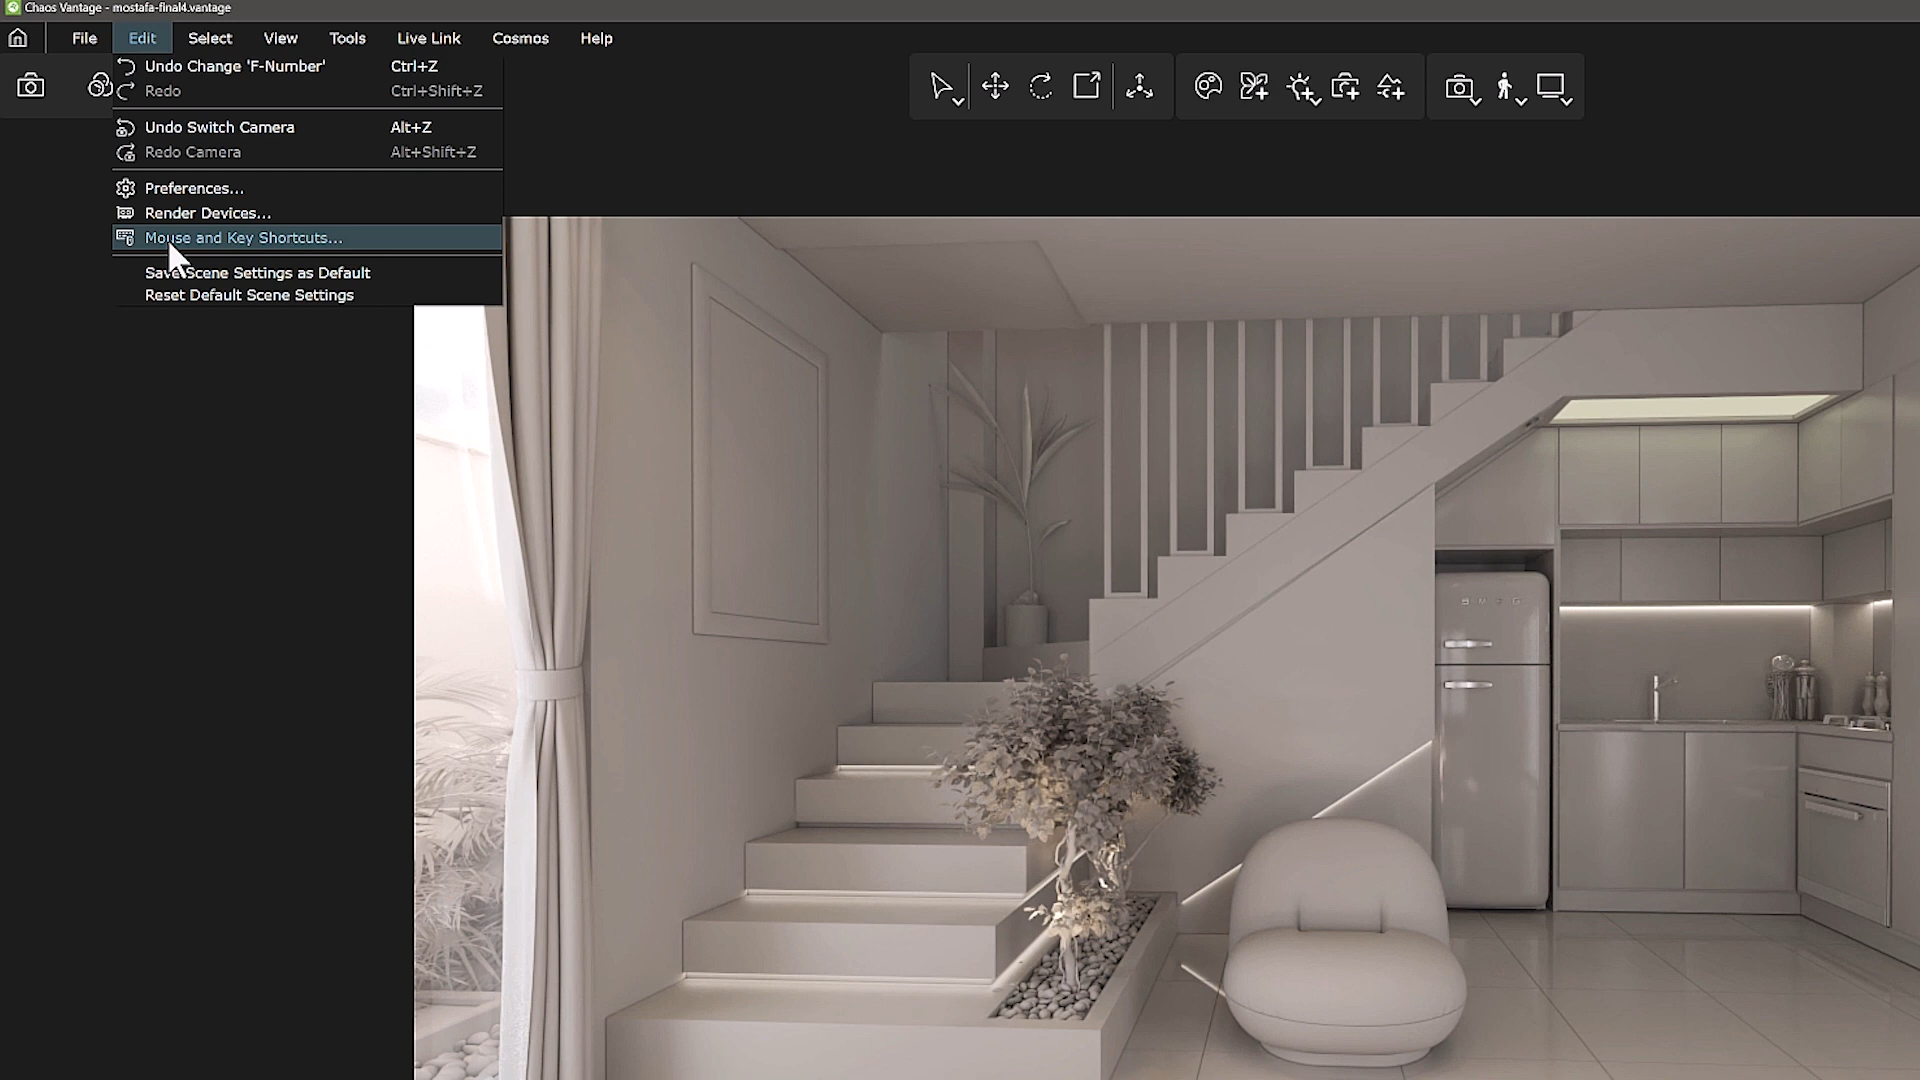 Chaos Vantage - mostafa-final4.vantage
File Edit Select View Tools Live Link Cosmos Help
Undo Change 'F-Number' Ctrl+Z
Redo Ctrl+Shift+Z
Undo Switch Camera Alt+Z
Redo Camera Alt+Shift+Z
Preferences...
Render Devices...
Mouse and Key Shortcuts...
Save Scene Settings as Default
Reset Default Scene Settings
SMEG